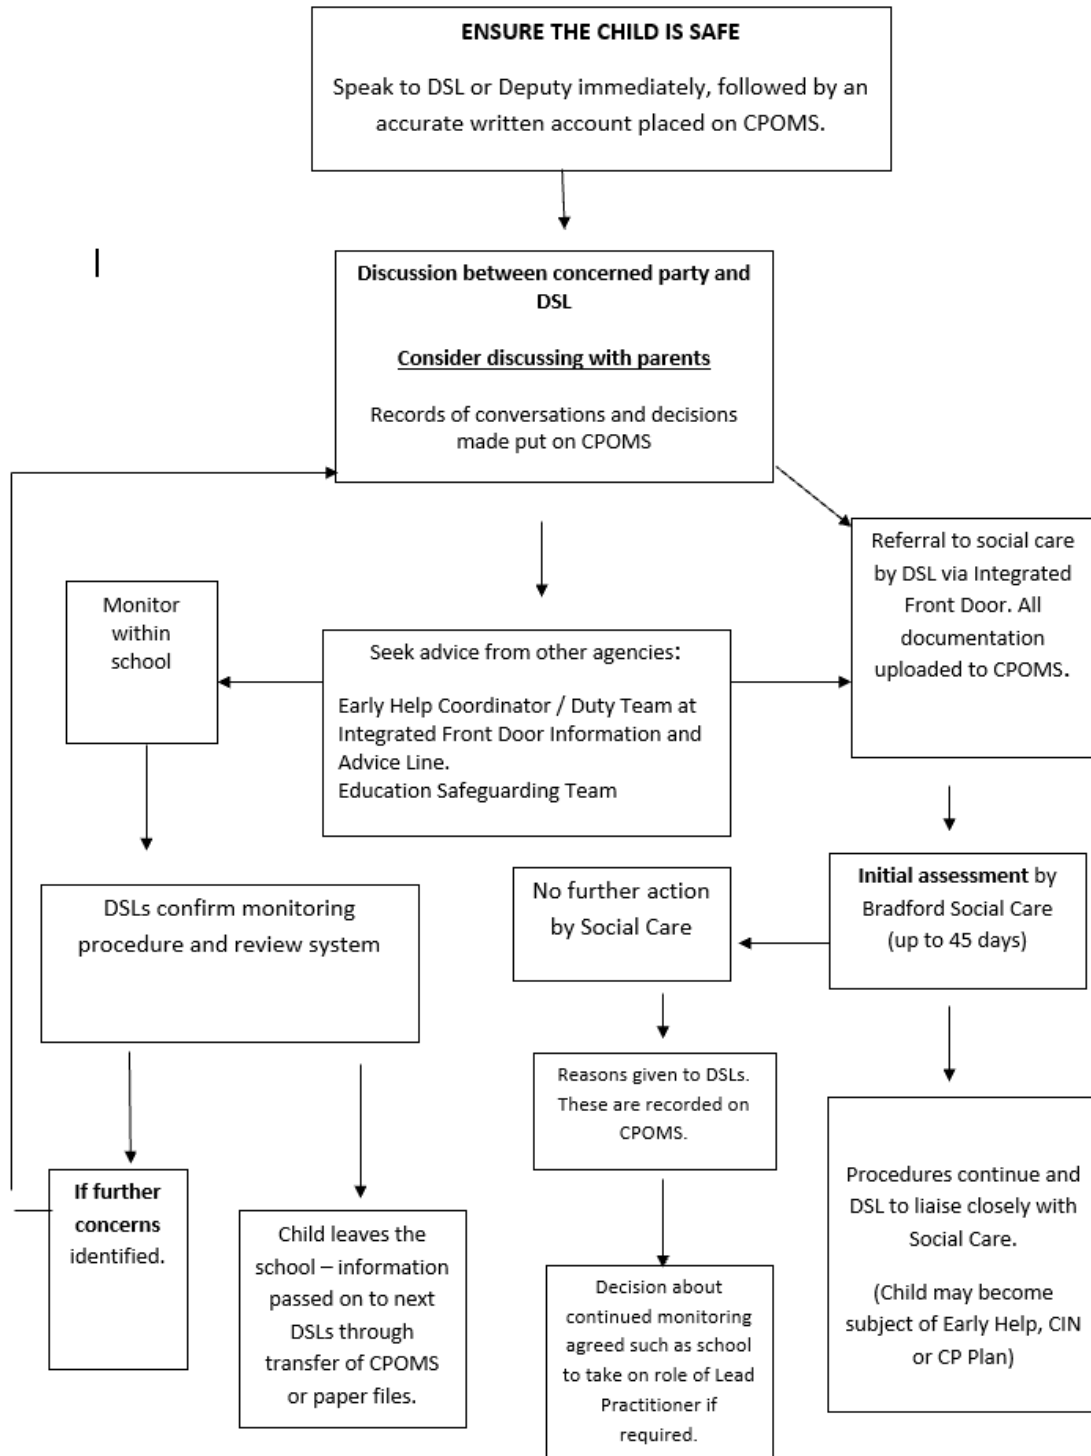 ENSURE THE CHILD IS SAFE
Speak to DSL or Deputy immediately, followed by an
accurate written account placed on CPOMS.
Discussion between concerned party and
DSL
Consider discussing with parents
Records of conversations and decisions
made put on CPOMS
Referral to social care
by DSL via Integrated
Front Door. All
documentation
uploaded to CPOMS.
Monitor
within
school
Seek advice from other agencies:
Early Help Coordinator / Duty Team at
Integrated Front Door Information and
Advice Line.
Education Safeguarding Team
Initial assessment by
Bradford Social Care
(up to 45 days)
No further action
by Social Care
DSLs confirm monitoring
procedure and review system
Reasons given to DSLs.
These are recorded on
CPOMS.
Procedures continue and
DSL to liaise closely with
Social Care.
(Child may become
subject of Early Help, CIN
or CP Plan)
If further
concerns
identified.
Child leaves the
school – information
passed on to next
DSLs through
transfer of CPOMS
or paper files.
Decision about
continued monitoring
agreed such as school
to take on role of Lead
Practitioner if
required.